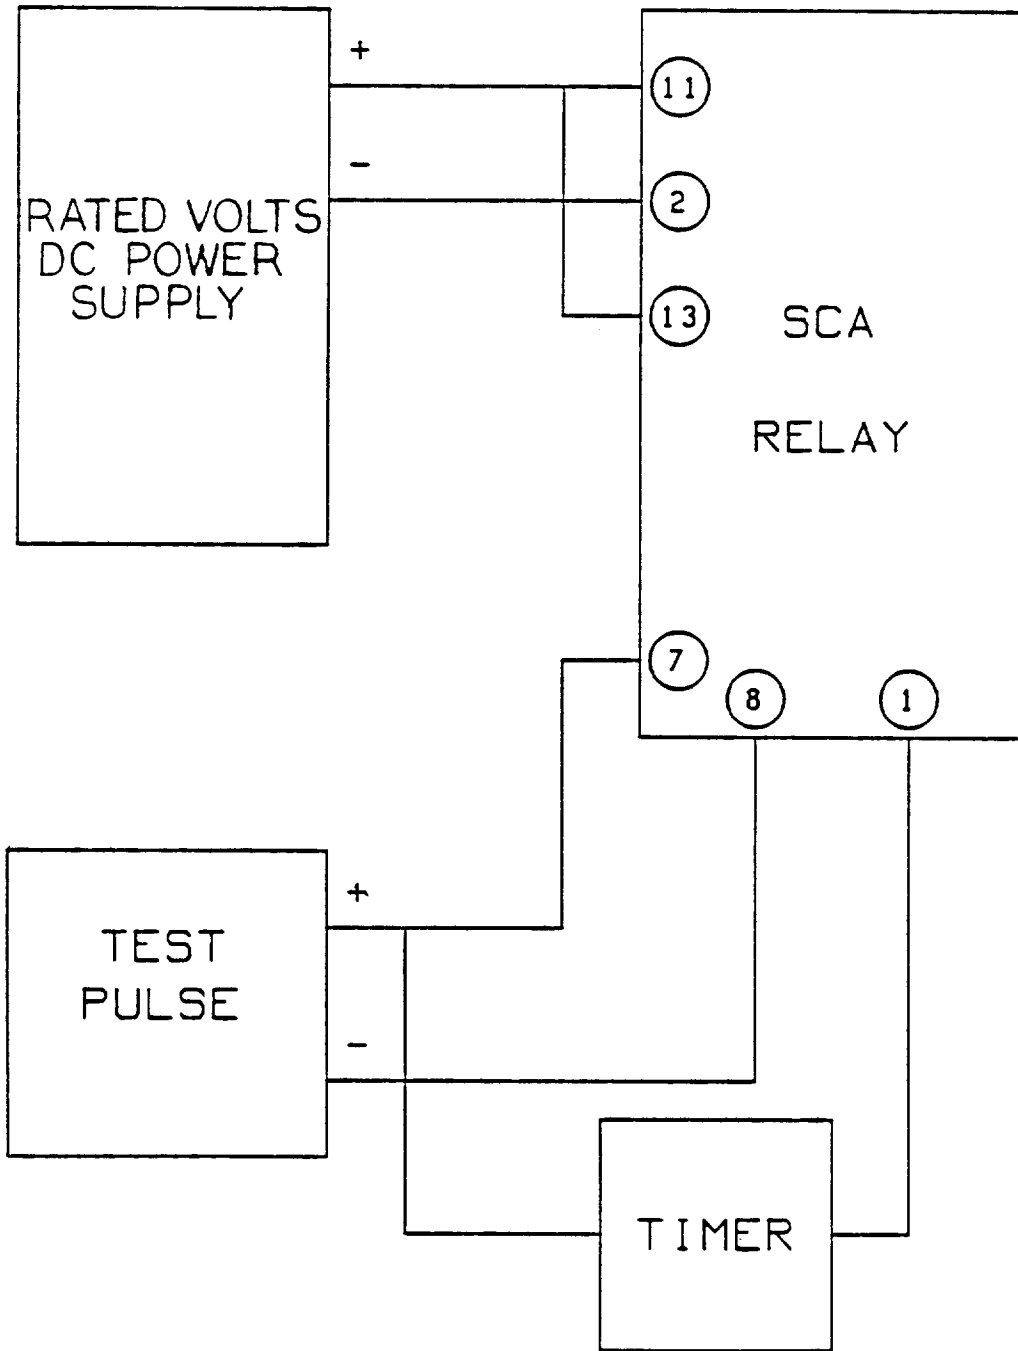 +
11
-
2
RATED VOLTS
DC POWER
SUPPLY
13
SCA
RELAY
7
8
1
+
TEST
PULSE
-
TIMER